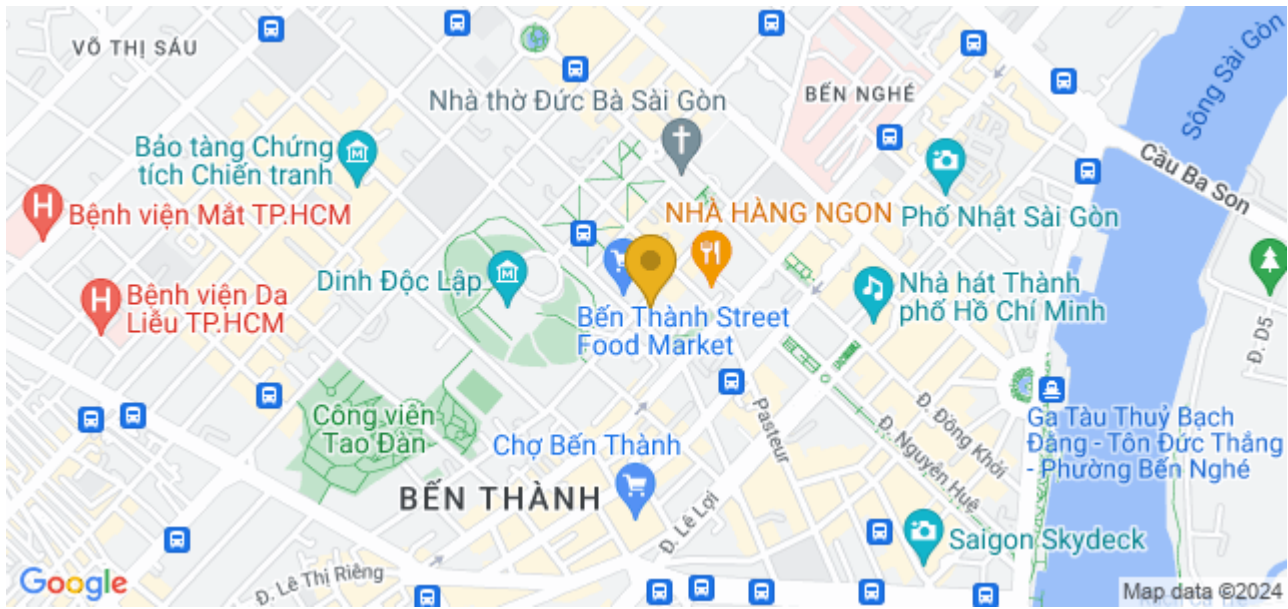 VÕ THỊ SÁU
Nhà thờ Đức Bà Sài Gòn
BẾN NGHÉ
Sông Sài Gòn
Cầu Ba Son
Bảo tàng Chứng
tích Chiến tranh
Bệnh viện Mắt TP.HCM
NHÀ HÀNG NGON
Phố Nhật Sài Gòn
Dinh Độc Lập
Bệnh viện Da
Liễu TP.HCM
Nhà hát Thành
phố Hồ Chí Minh
Bến Thành Street
Food Market
Đ. D5
Công viên
Tao Đàn
Pasteur
Đ. Đồng Khởi
Đ. Nguyễn Huệ
Ga Tàu Thuỷ Bạch
Đằng - Tôn Đức Thắng
- Phường Bến Nghé
Chợ Bến Thành
BẾN THÀNH
Đ. Lê Lợi
Saigon Skydeck
Đ. Lê Thị Riêng
Google
Map data ©2024